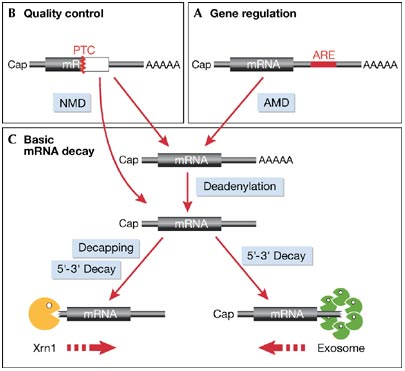 B Quality control
PTC
Cap mR AAAAA
NMD
A Gene regulation
ARE
Cap mRNA AAAAA
AMD
C Basic
mRNA decay
Cap mRNA AAAAA
Deadenylation
Cap mRNA
Decapping
5'-3' Decay
5'-3' Decay
mRNA
Cap mRNA
Xrn1
Exosome